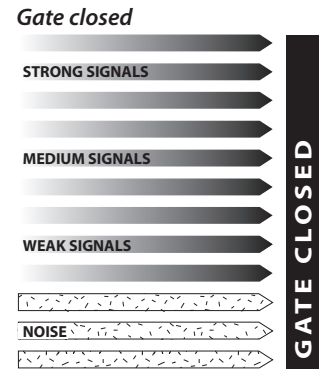 Gate closed
STRONG SIGNALS
MEDIUM SIGNALS
WEAK SIGNALS
NOISE
GATE CLOSED